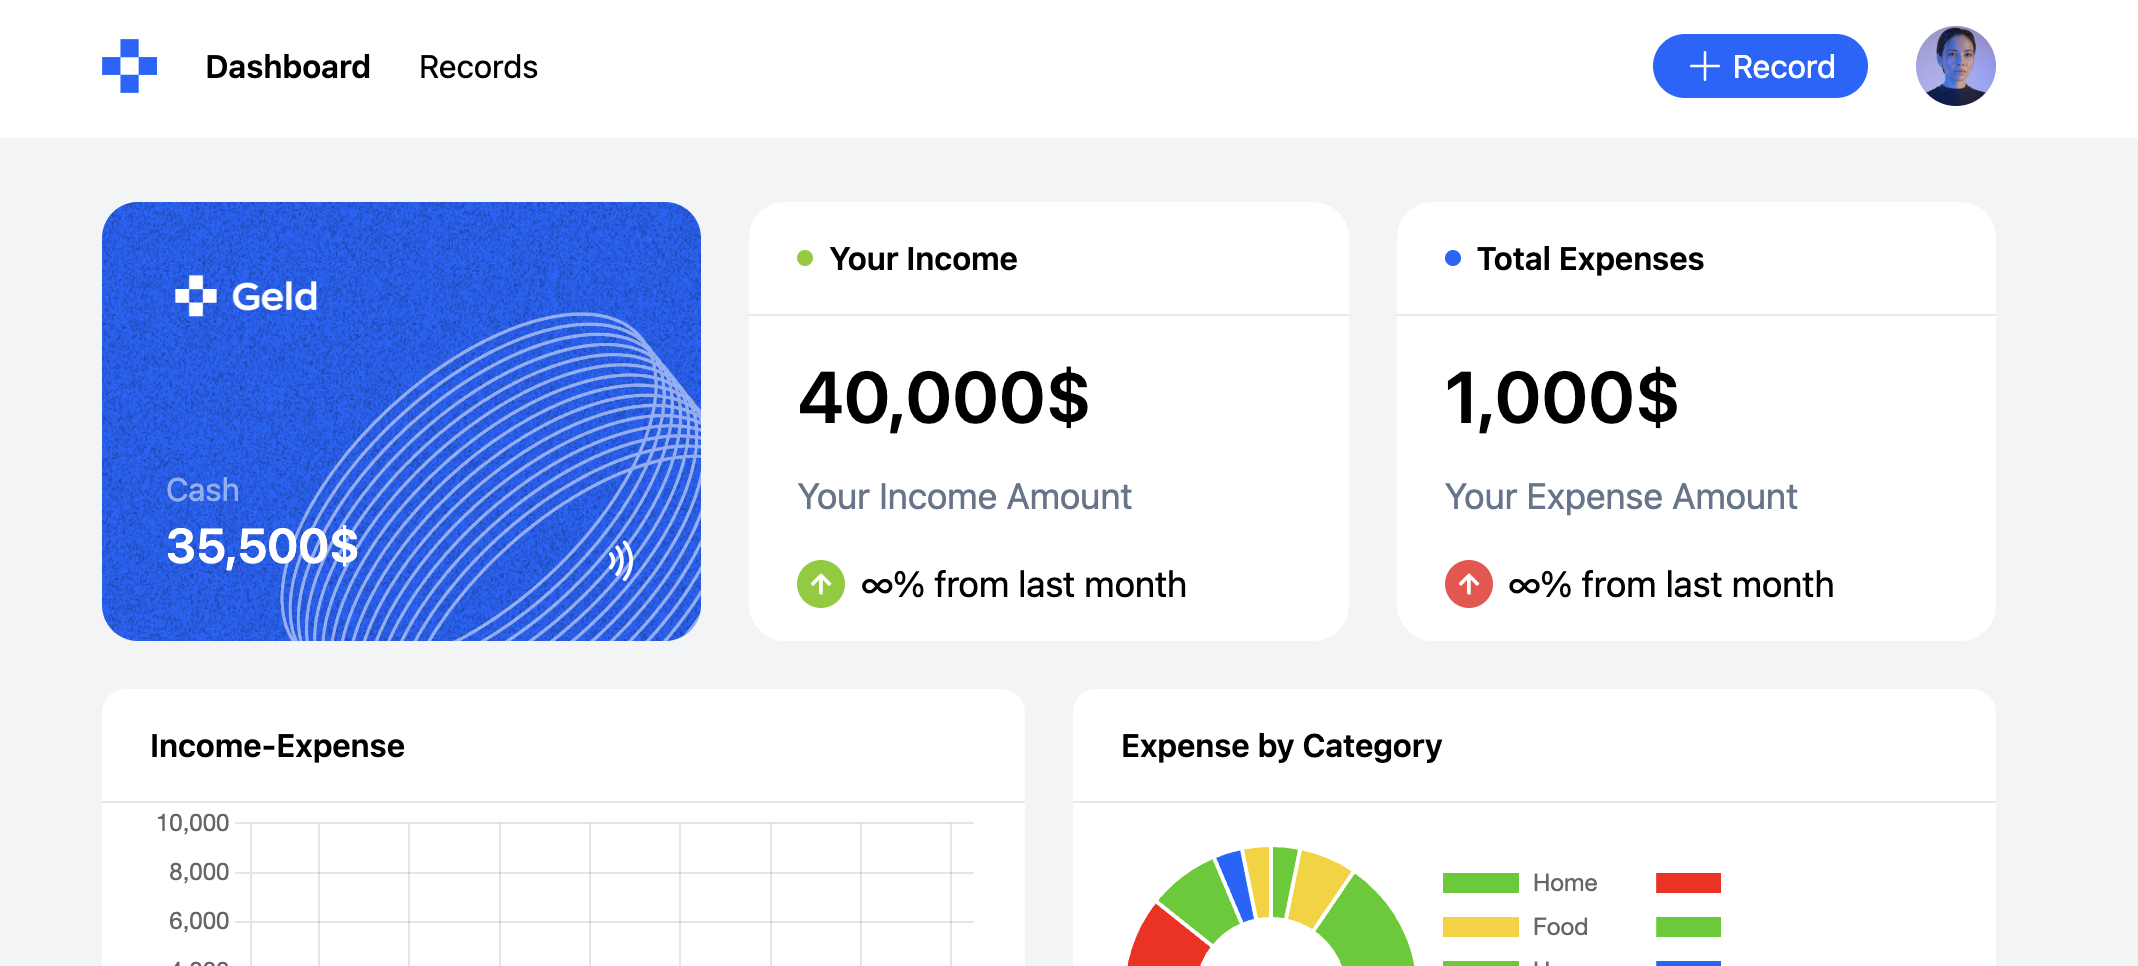 Dashboard Records
+ Record
Geld
Cash
35,500$
Your Income
40,000$
Your Income Amount
∞% from last month
Total Expenses
1,000$
Your Expense Amount
∞% from last month
Income-Expense
10,000
8,000
6,000
Expense by Category
Home
Food